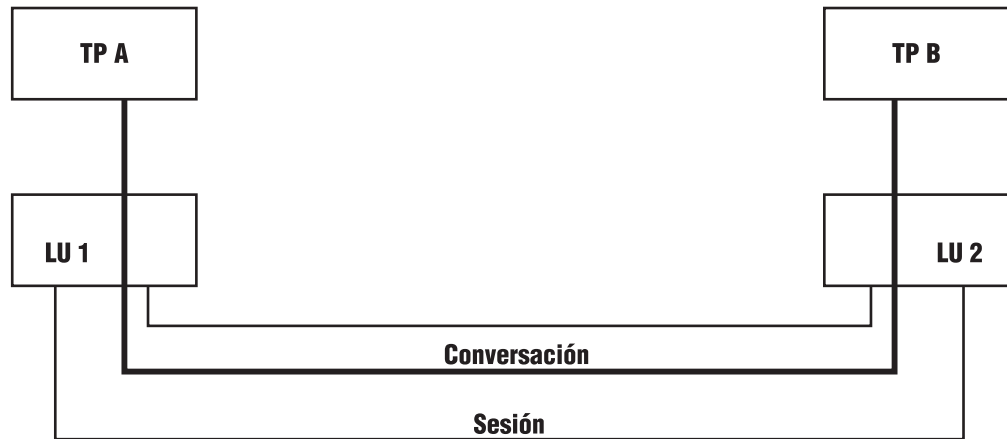 TP A
TP B
LU 1
LU 2
Conversación
Sesión